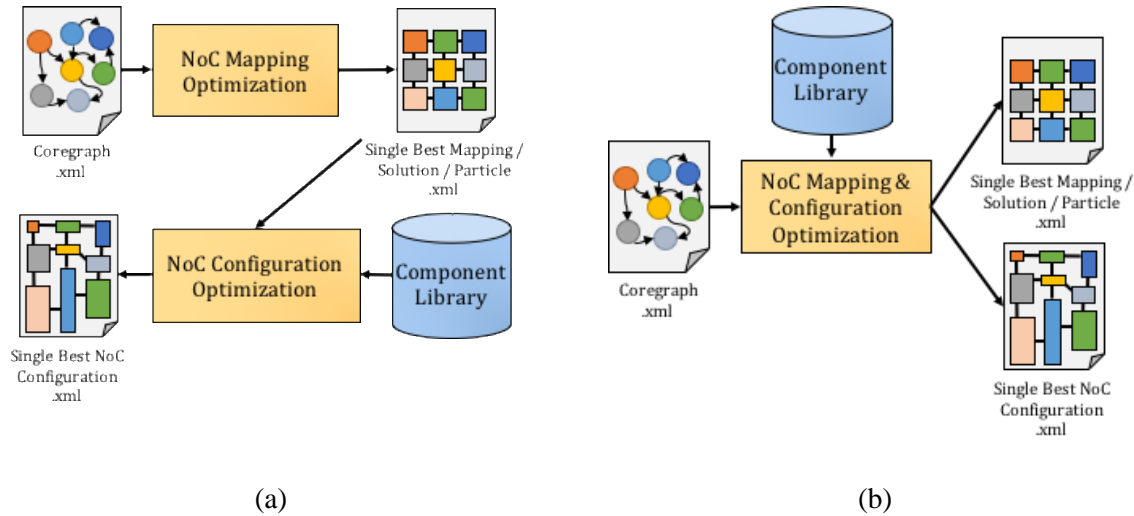 NoC Mapping
Optimization
Coregraph
.xml
Single Best Mapping /
Solution / Particle
.xml
NoC Configuration
Optimization
Component
Library
Single Best NoC
Configuration
.xml
(a)
Component
Library
NoC Mapping &
Configuration
Optimization
Coregraph
.xml
Single Best Mapping /
Solution / Particle
.xml
Single Best NoC
Configuration
.xml
(b)